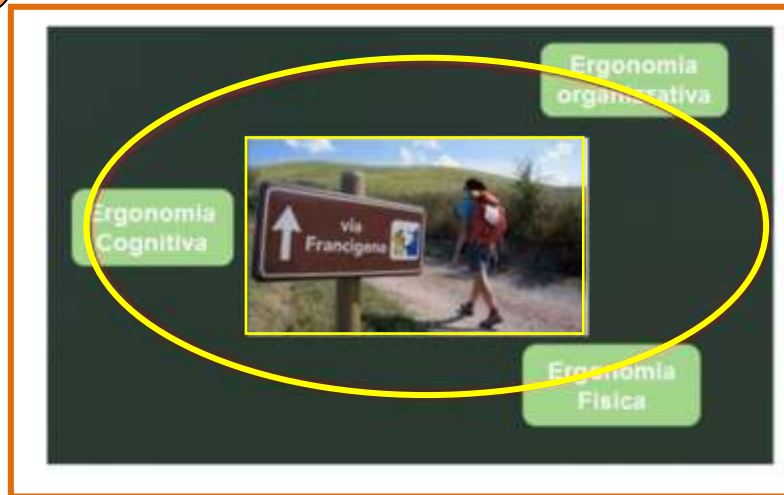 Ergonomia
organizzativa
Ergonomia
Cognitiva
via
Francigena
Ergonomia
Fisica